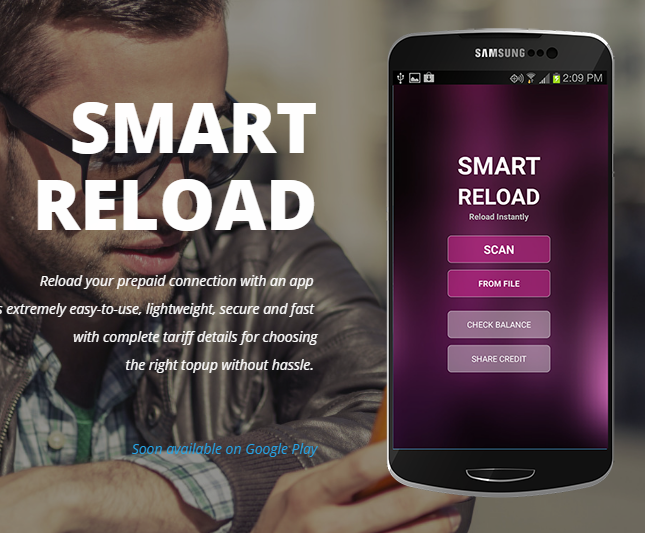 SMART
RELOAD
Reload your prepaid connection with an app
extremely easy-to-use, lightweight, secure and fast
with complete tariff details for choosing
the right topup without hassle.
Soon available on Google Play
SAMSUNG
2:09 PM
SMART
RELOAD
Reload Instantly
SCAN
FROM FILE
CHECK BALANCE
SHARE CREDIT